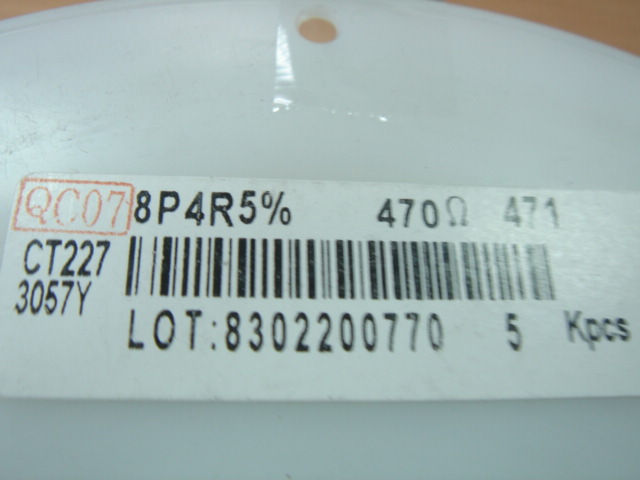 QC07 8P4R5% 470Ω 471
CT227
3057Y
LOT:8302200770 5 Kpcs